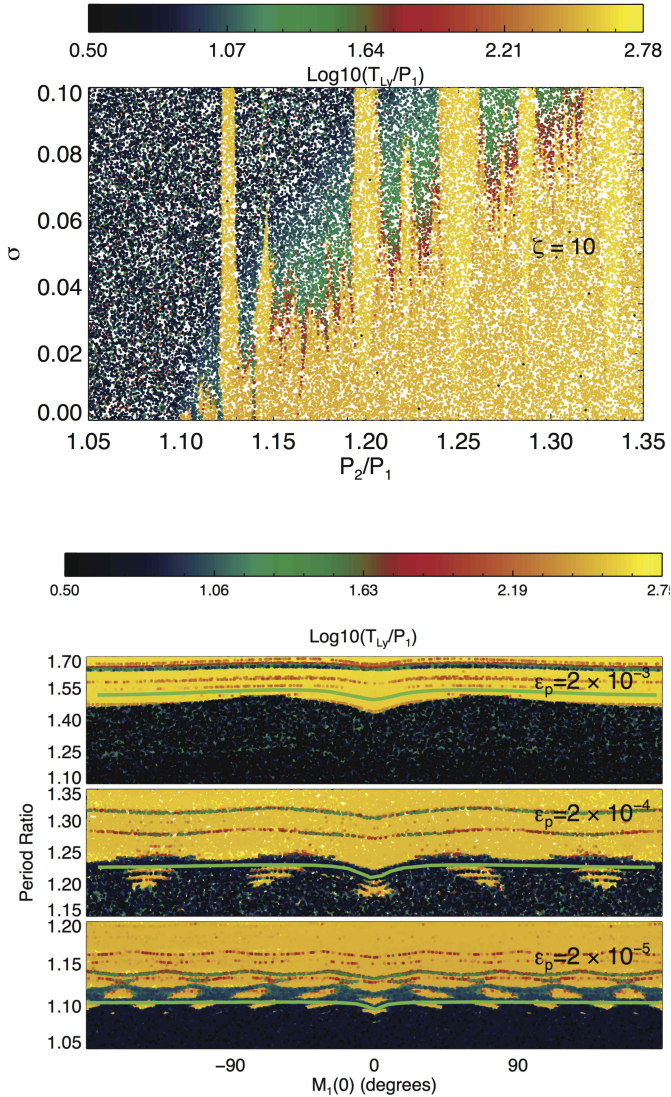 0.50 1.07 1.64 2.21 2.78
Log10(T_Ly/P_1)
0.10
0.08
0.06
0.04
0.02
0.00
σ
ζ = 10
1.05 1.10 1.15 1.20 1.25 1.30 1.35
P_2/P_1
0.50 1.06 1.63 2.19 2.75
Log10(T_Ly/P_1)
1.70
1.55
1.40
1.25
1.10
ε_p=2 × 10^-3
1.35
1.30
1.25
1.20
1.15
ε_p=2 × 10^-4
Period Ratio
1.20
1.15
1.10
1.05
ε_p=2 × 10^-5
−90 0 90
M_1(0) (degrees)